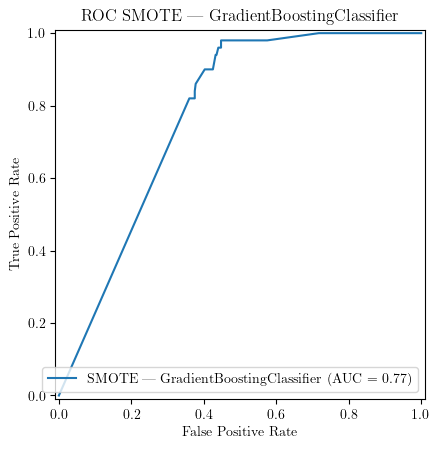 ROC SMOTE — GradientBoostingClassifier
1.0
0.8
0.6
0.4
0.2
0.0
True Positive Rate
SMOTE — GradientBoostingClassifier (AUC = 0.77)
0.0 0.2 0.4 0.6 0.8 1.0
False Positive Rate